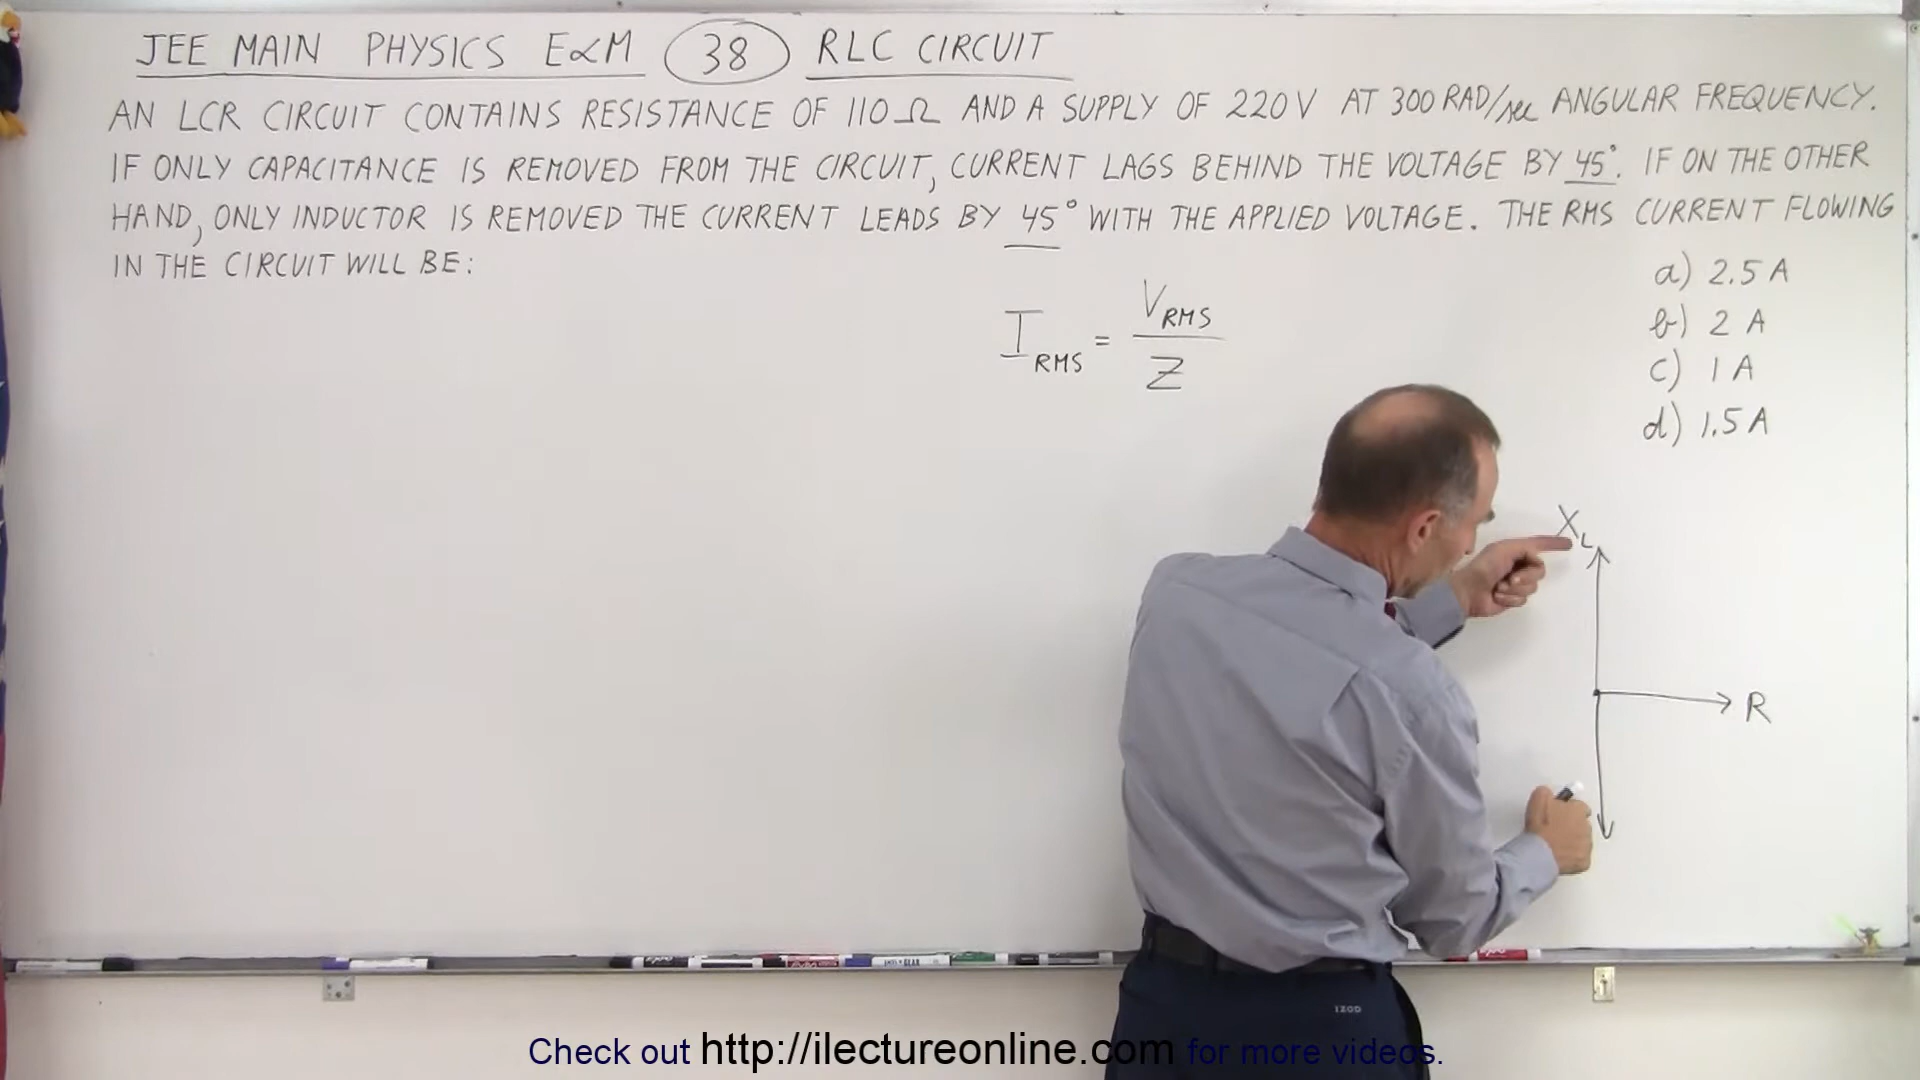 JEE MAIN PHYSICS E&M 38 RLC CIRCUIT
AN LCR CIRCUIT CONTAINS RESISTANCE OF 110 Ω AND A SUPPLY OF 220 V AT 300 RAD/sec ANGULAR FREQUENCY.
IF ONLY CAPACITANCE IS REMOVED FROM THE CIRCUIT, CURRENT LAGS BEHIND THE VOLTAGE BY 45°. IF ON THE OTHER
HAND, ONLY INDUCTOR IS REMOVED THE CURRENT LEADS BY 45° WITH THE APPLIED VOLTAGE. THE RMS CURRENT FLOWING
IN THE CIRCUIT WILL BE:
a) 2.5 A
b) 2 A
c) 1 A
d) 1.5 A
I RMS = V RMS / Z
X L
R
IZOD
Check out http://ilectureonline.com for more videos.